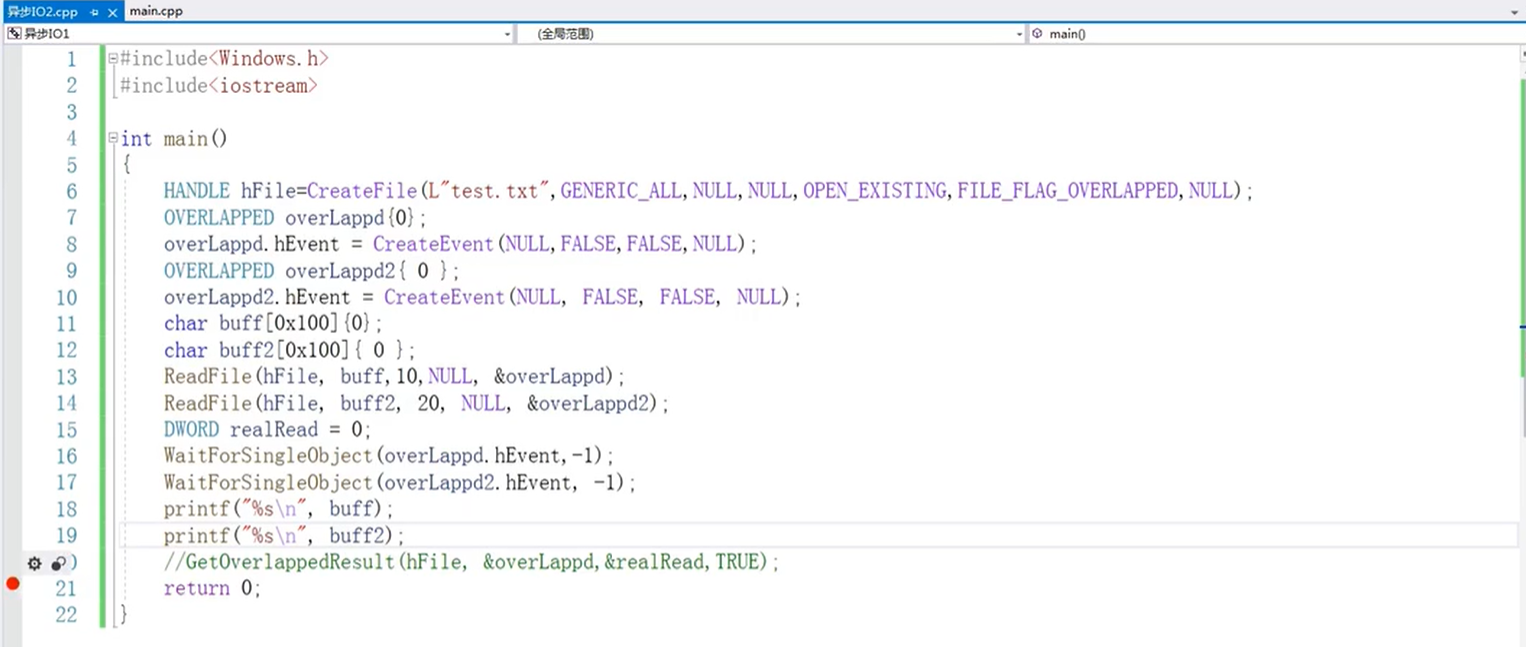 异步IO2.cpp main.cpp
异步IO1 (全局范围) main()
1 #include<Windows.h>
2 #include<iostream>
3
4 int main()
5 {
6 HANDLE hFile=CreateFile(L"test.txt",GENERIC_ALL,NULL,NULL,OPEN_EXISTING,FILE_FLAG_OVERLAPPED,NULL);
7 OVERLAPPED overLappd{0};
8 overLappd.hEvent = CreateEvent(NULL,FALSE,FALSE,NULL);
9 OVERLAPPED overLappd2{ 0 };
10 overLappd2.hEvent = CreateEvent(NULL, FALSE, FALSE, NULL);
11 char buff[0x100]{0};
12 char buff2[0x100]{ 0 };
13 ReadFile(hFile, buff,10,NULL, &overLappd);
14 ReadFile(hFile, buff2, 20, NULL, &overLappd2);
15 DWORD realRead = 0;
16 WaitForSingleObject(overLappd.hEvent,-1);
17 WaitForSingleObject(overLappd2.hEvent, -1);
18 printf("%s\n", buff);
19 printf("%s\n", buff2);
//GetOverlappedResult(hFile, &overLappd,&realRead,TRUE);
21 return 0;
22 }